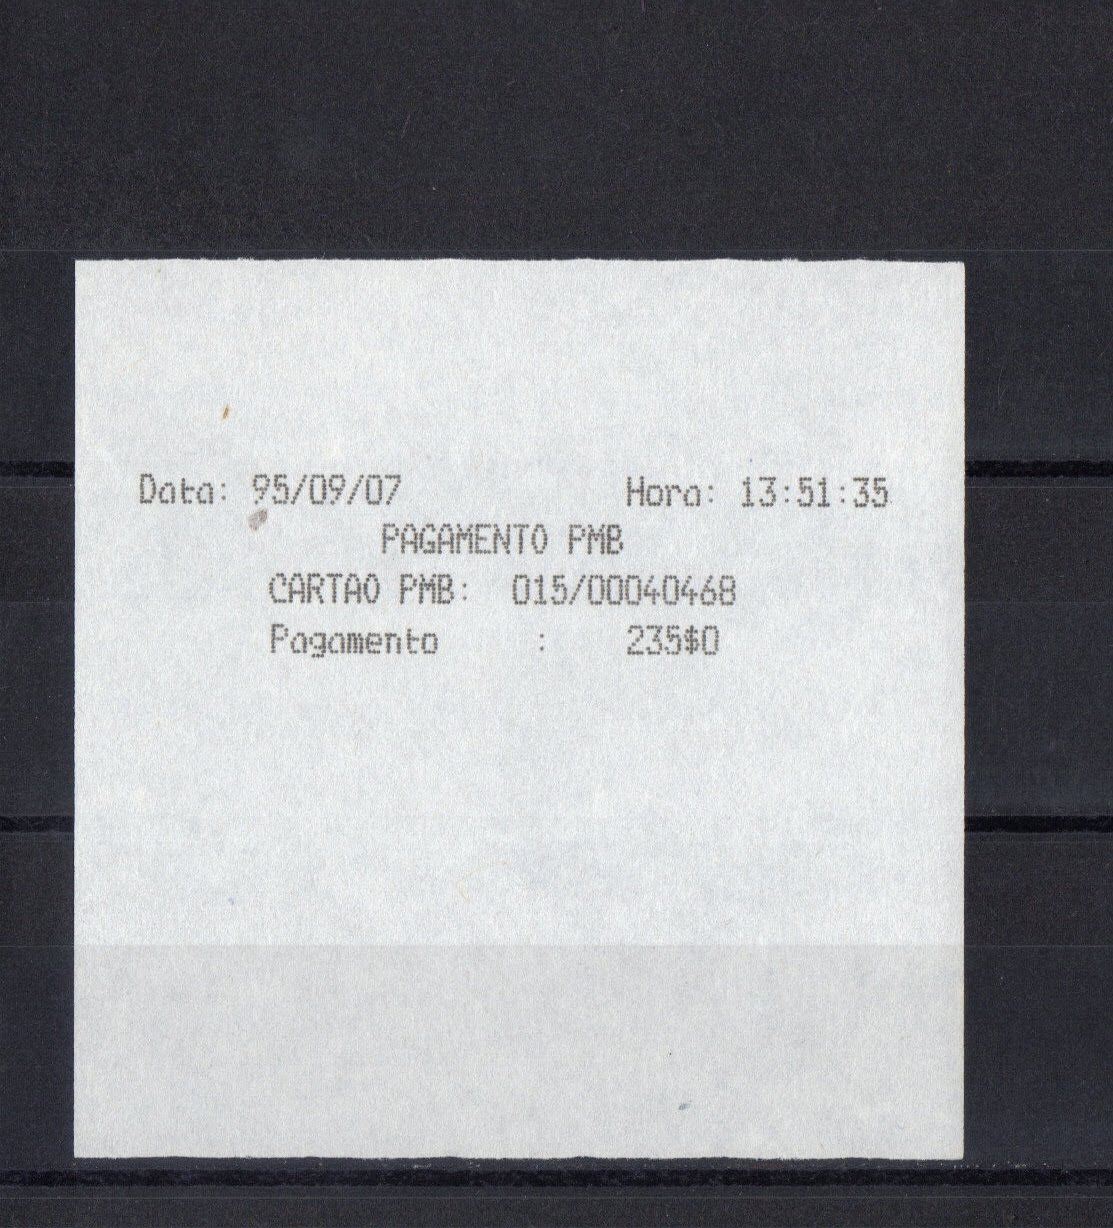 Data: 95/09/07 Hora: 13:51:35
PAGAMENTO PMB
CARTAO PMB: 015/00040468
Pagamento : 235$0